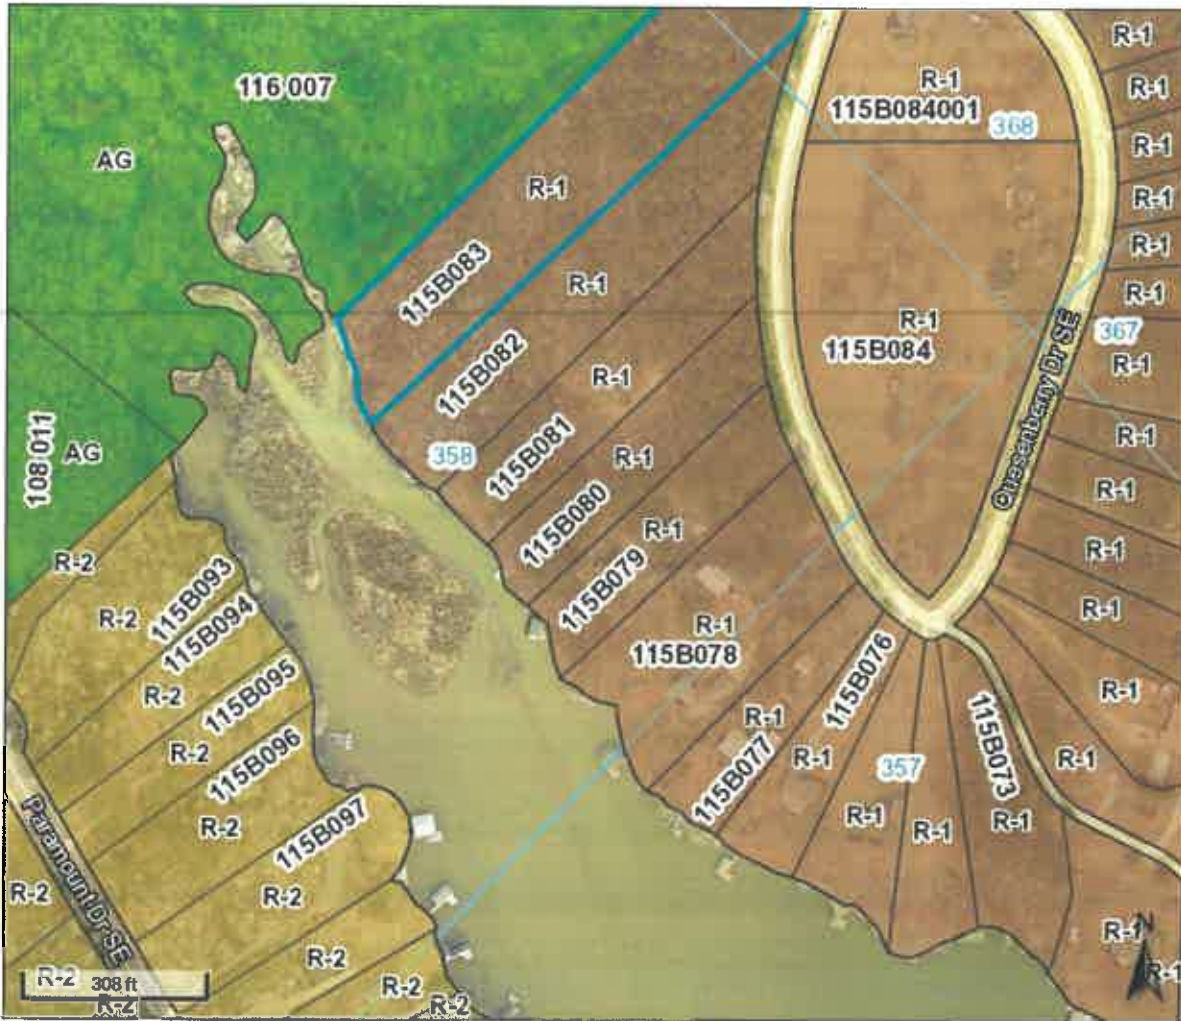 R-1
R-1
116 007
R-1
115B084001
368
AG
R-1
R-1
R-1
R-1
115B083
R-1
R-1
R-1
115B084
367
115B082
R-1
R-1
358
108 011
AG
115B081
R-1
Quesenberry Dr SE
R-1
R-1
115B080
R-1
R-1
R-2
115B079
R-1
115B078
R-1
R-2
115B093
115B094
115B076
R-2
115B095
R-1
115B073
R-1
R-2
115B096
115B077
R-1
357
R-1
R-2
115B097
R-1
R-1
R-1
Paramount Dr SE
R-2
R-2
R-2
R-1
N
R-1
R-2
308 ft
R-2
R-2
R-2